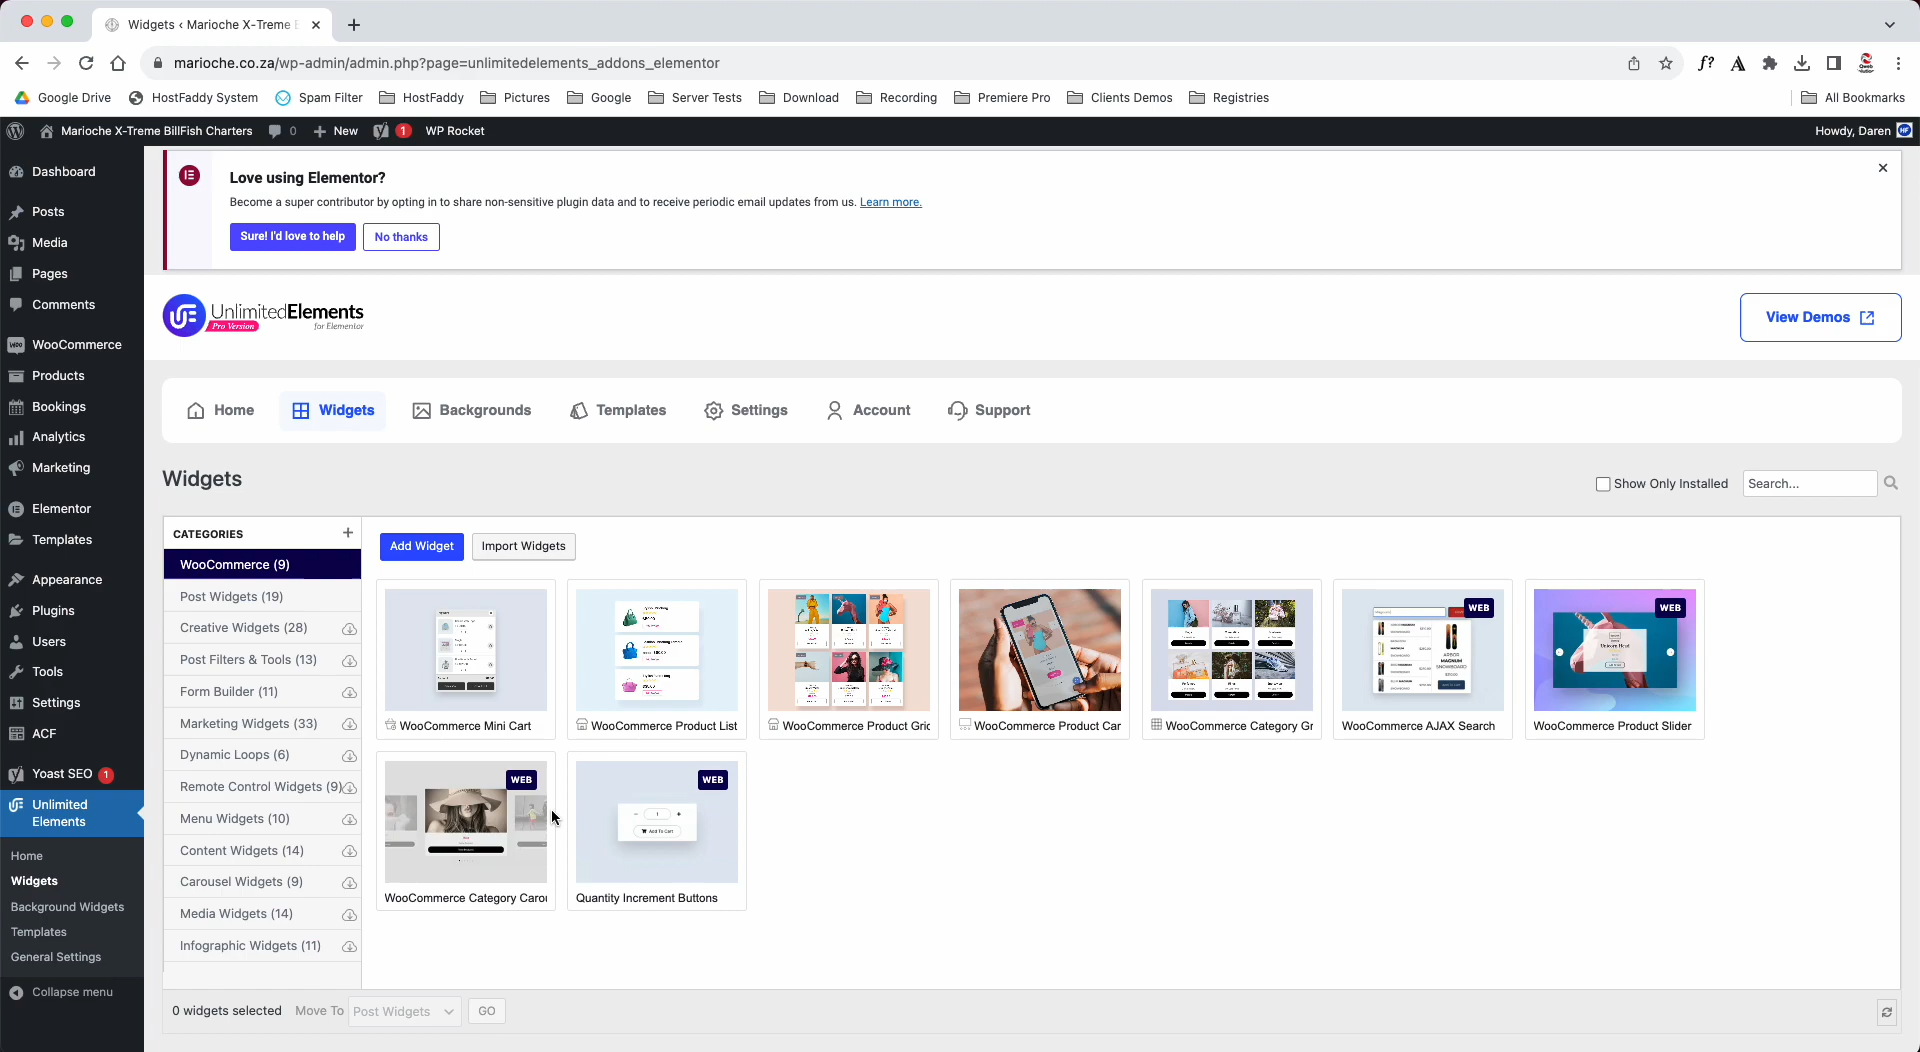 Widgets ‹ Marioche X-Treme
marioche.co.za/wp-admin/admin.php?page=unlimitedelements_addons_elementor
Google Drive
HostFaddy System
Spam Filter
HostFaddy
Pictures
Google
Server Tests
Download
Recording
Premiere Pro
Clients Demos
Registries
All Bookmarks
Marioche X-Treme BillFish Charters
0
New
1
WP Rocket
Howdy, Daren
Dashboard
Posts
Media
Pages
Comments
WooCommerce
Products
Bookings
Analytics
Marketing
Elementor
Templates
Appearance
Plugins
Users
Tools
Settings
ACF
Yoast SEO 1
Unlimited
Elements
Home
Widgets
Background Widgets
Templates
General Settings
Collapse menu
Love using Elementor?
Become a super contributor by opting in to share non-sensitive plugin data and to receive periodic email updates from us. Learn more.
Sure! I'd love to help
No thanks
UnlimitedElements
Pro Version
for Elementor
View Demos
Home
Widgets
Backgrounds
Templates
Settings
Account
Support
Widgets
Show Only Installed
Search...
CATEGORIES
WooCommerce (9)
Post Widgets (19)
Creative Widgets (28)
Post Filters & Tools (13)
Form Builder (11)
Marketing Widgets (33)
Dynamic Loops (6)
Remote Control Widgets (9)
Menu Widgets (10)
Content Widgets (14)
Carousel Widgets (9)
Media Widgets (14)
Infographic Widgets (11)
Add Widget
Import Widgets
WooCommerce Mini Cart
WooCommerce Product List
WooCommerce Product Gric
WooCommerce Product Car
WooCommerce Category Gr
WEB
WooCommerce AJAX Search
WEB
WooCommerce Product Slider
WEB
WooCommerce Category Carou
WEB
Add To Cart
Quantity Increment Buttons
0 widgets selected
Move To
Post Widgets
GO